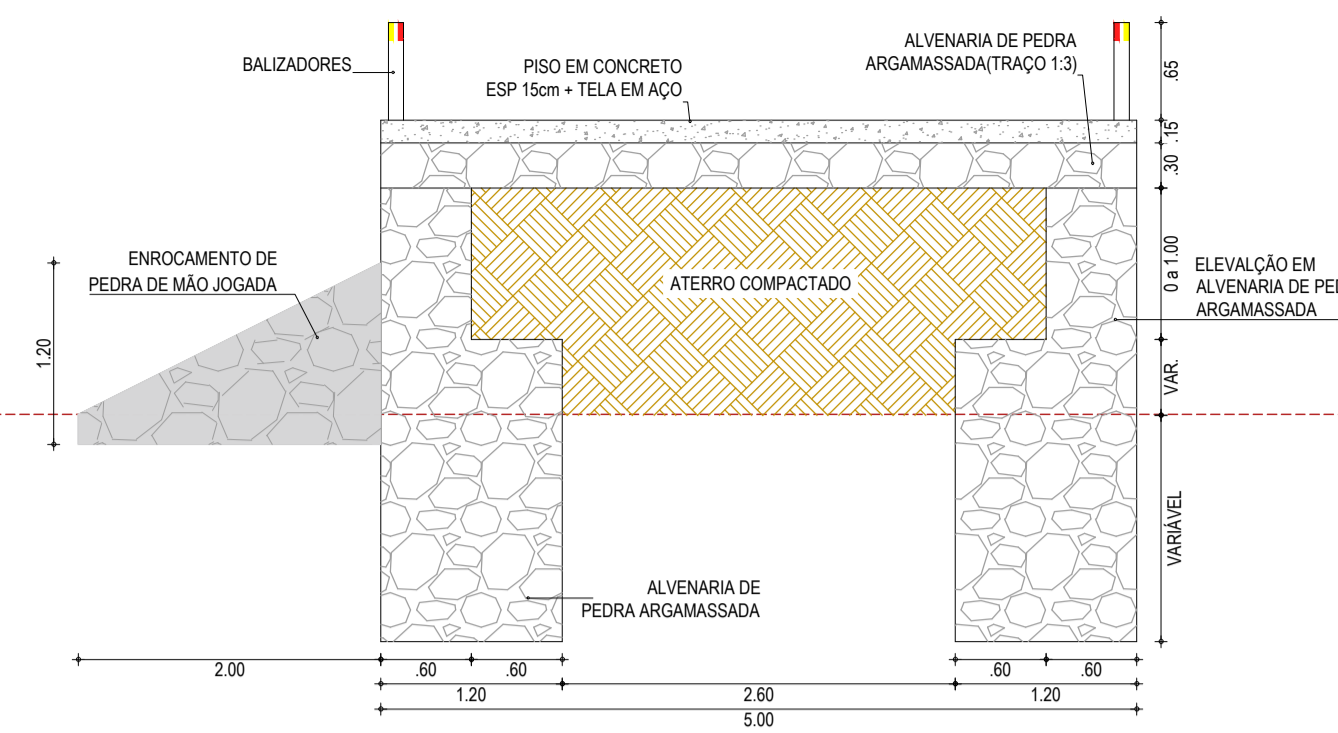 BALIZADORES
PISO EM CONCRETO
ESP 15cm + TELA EM AÇO
ALVENARIA DE PEDRA
ARGAMASSADA(TRAÇO 1:3)
.65
.15
.30
0 a 1.00
VAR.
VARIÁVEL
ENROCAMENTO DE
PEDRA DE MÃO JOGADA
1.20
ATERRO COMPACTADO
ELEVALÇÃO EM
ALVENARIA DE PED
ARGAMASSADA
ALVENARIA DE
PEDRA ARGAMASSADA
2.00
.60
.60
.60
.60
1.20
2.60
1.20
5.00